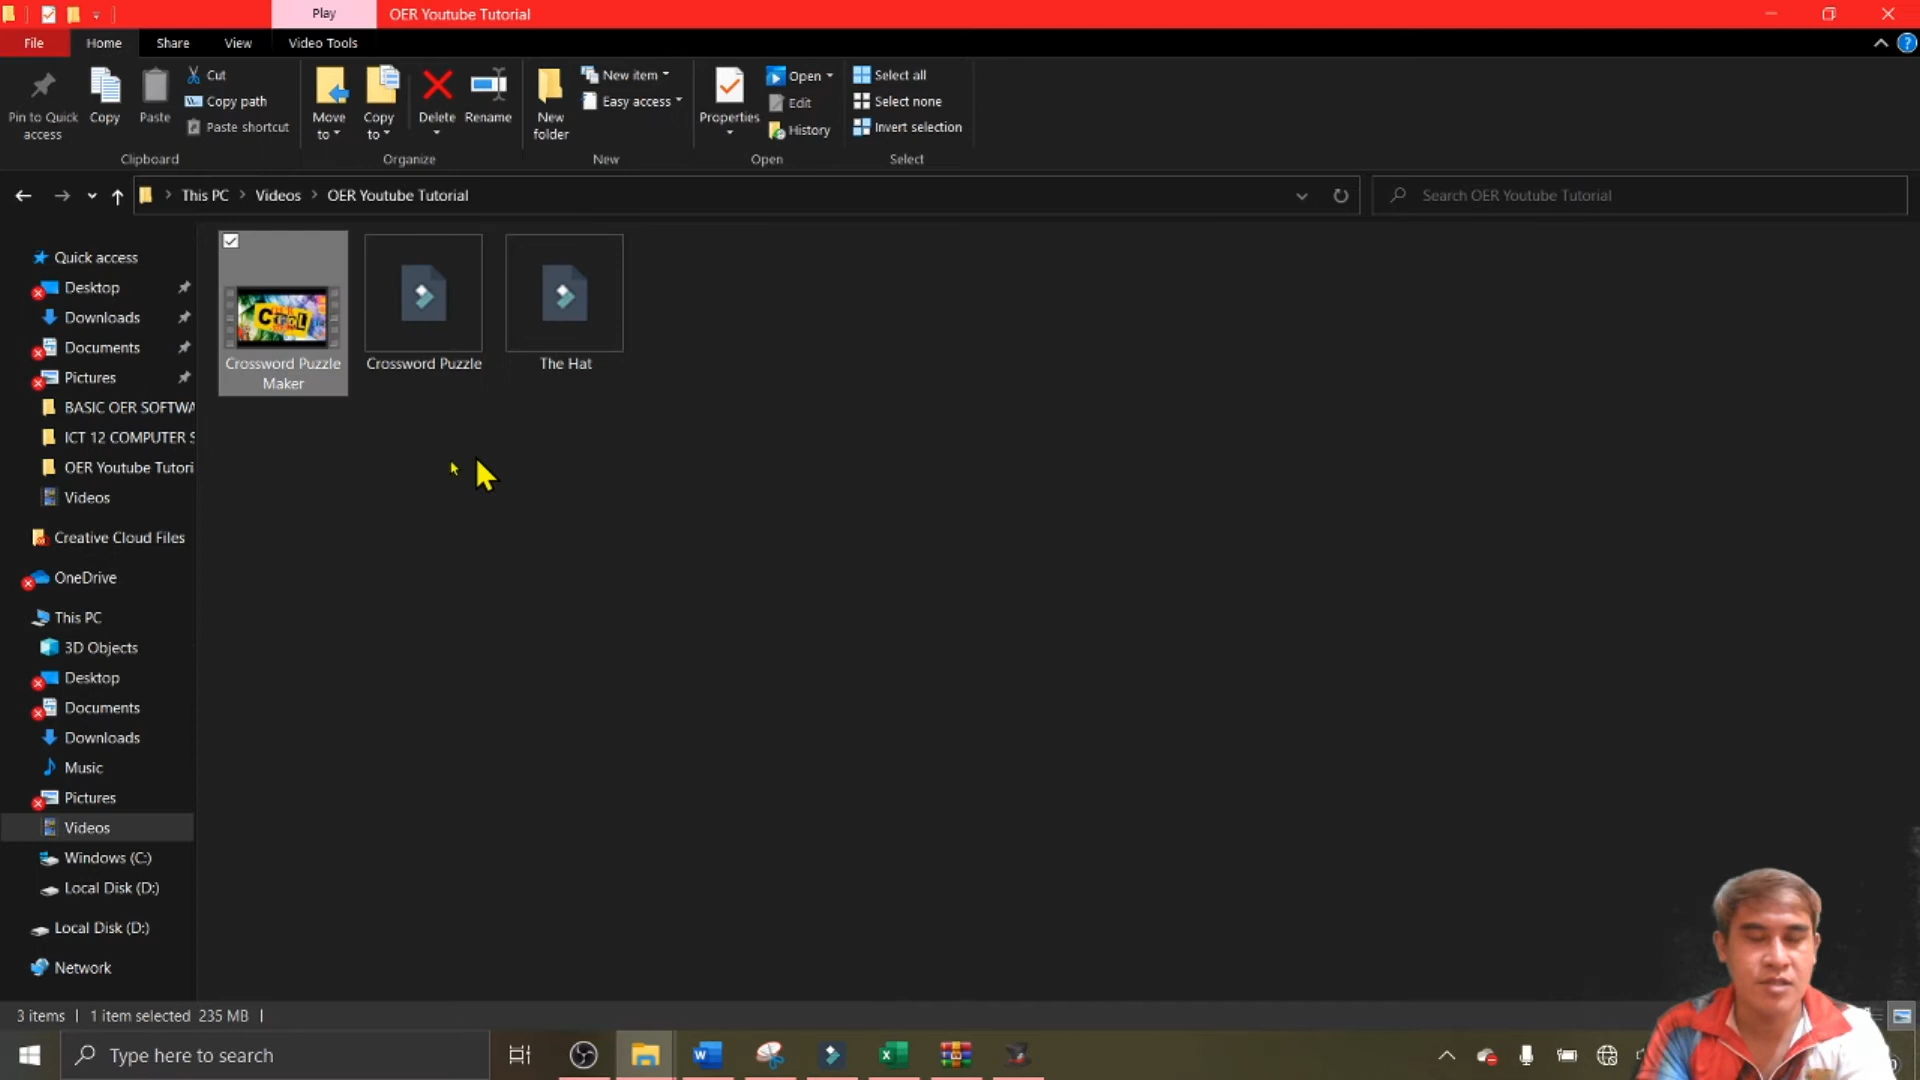 Play
OER Youtube Tutorial
File
Home
Share
View
Video Tools
Pin to Quick access
Copy
Paste
Cut
Copy path
Paste shortcut
Clipboard
Move to
Copy to
Delete
Rename
Organize
New folder
New item
Easy access
New
Properties
Open
Edit
History
Open
Select all
Select none
Invert selection
Select
This PC
Videos
OER Youtube Tutorial
Search OER Youtube Tutorial
Quick access
Desktop
Downloads
Documents
Pictures
BASIC OER SOFTWA
ICT 12 COMPUTER S
OER Youtube Tutori
Videos
Creative Cloud Files
OneDrive
This PC
3D Objects
Desktop
Documents
Downloads
Music
Pictures
Videos
Windows (C:)
Local Disk (D:)
Local Disk (D:)
Network
Crossword Puzzle
Maker
Crossword Puzzle
The Hat
3 items
1 item selected 235 MB
Type here to search